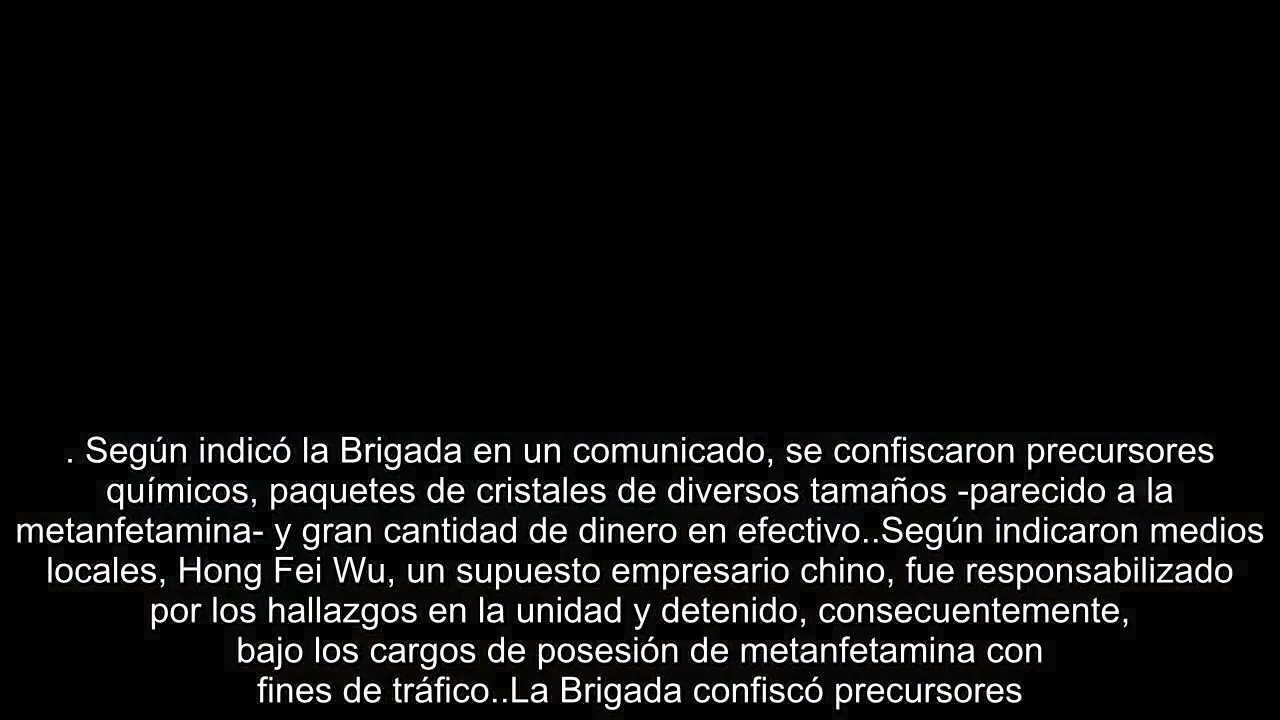 . Según indicó la Brigada en un comunicado, se confiscaron precursores
químicos, paquetes de cristales de diversos tamaños -parecido a la
metanfetamina- y gran cantidad de dinero en efectivo..Según indicaron medios
locales, Hong Fei Wu, un supuesto empresario chino, fue responsabilizado
por los hallazgos en la unidad y detenido, consecuentemente,
bajo los cargos de posesión de metanfetamina con
fines de tráfico..La Brigada confiscó precursores